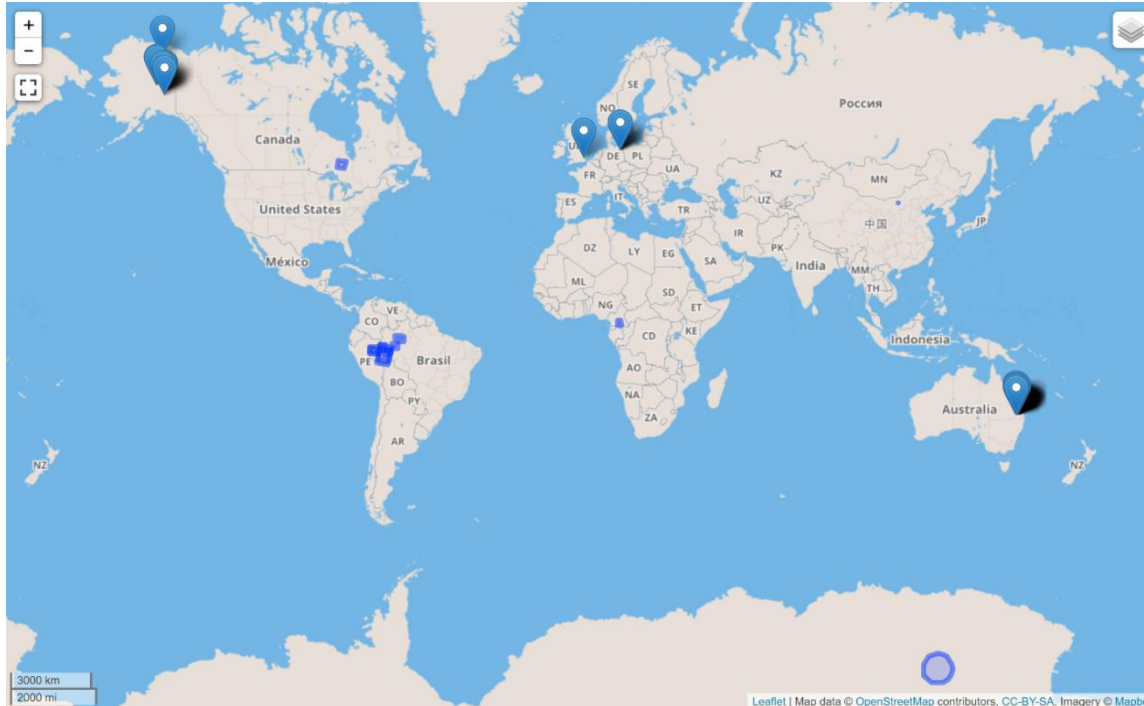 +
−
SE
NO
Россия
Canada
U
DE
PL
KZ
MN
FR
UA
United States
ES
IT
TR
UZ
中国
JP
México
DZ
LY
EG
IR
PK
SA
India
MM
TH
ML
NG
SD
ET
VE
CO
CD
KE
Indonesia
PE
Brasil
BO
AO
PY
NA
ZA
Australia
AR
NZ
NZ
3000 km
2000 mi
Leaflet | Map data © OpenStreetMap contributors, CC-BY-SA, Imagery © Mapb